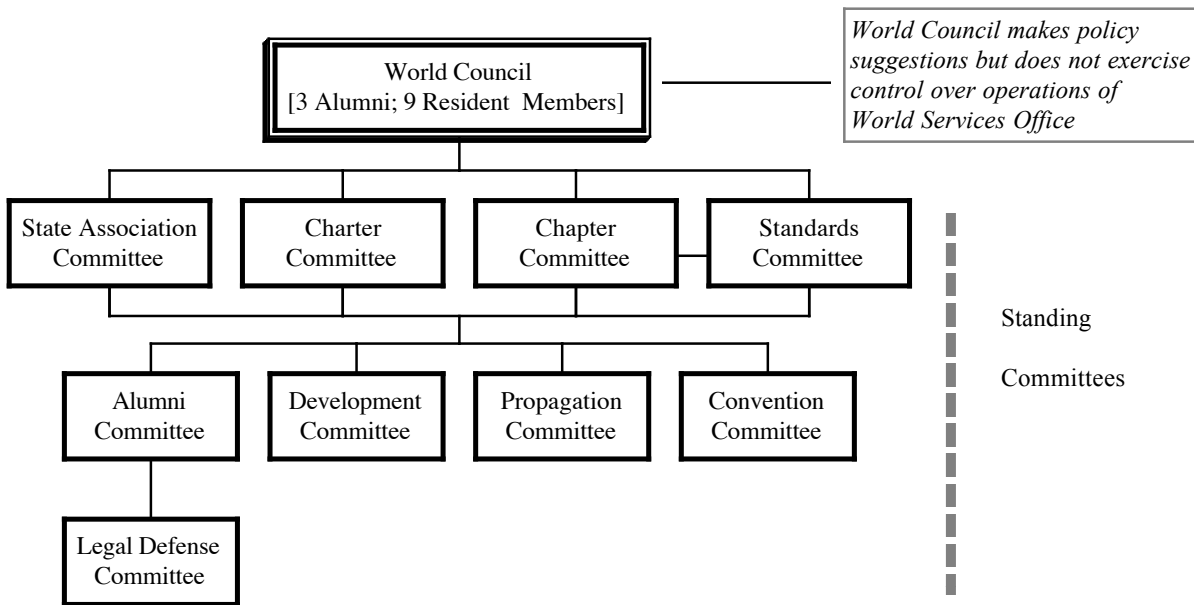 World Council
[3 Alumni; 9 Resident Members]
World Council makes policy
suggestions but does not exercise
control over operations of
World Services Office
State Association
Committee
Charter
Committee
Chapter
Committee
Standards
Committee
Standing
Committees
Alumni
Committee
Development
Committee
Propagation
Committee
Convention
Committee
Legal Defense
Committee